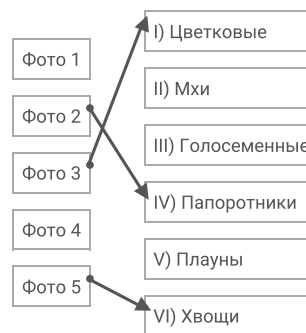 Фото 1
Фото 2
Фото 3
Фото 4
Фото 5
I) Цветковые
II) Мхи
III) Голосеменные
IV) Папоротники
V) Плауны
VI) Хвощи